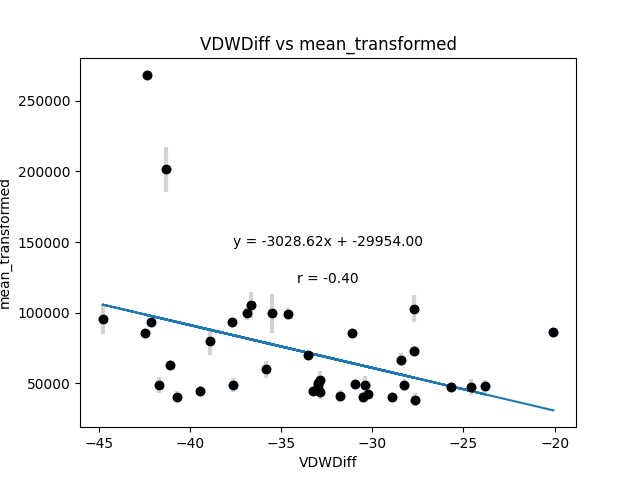 VDWDiff vs mean_transformed
mean_transformed
250000
200000
150000
100000
50000
y = -3028.62x + -29954.00
r = -0.40
−45
−40
−35
−30
−25
−20
VDWDiff